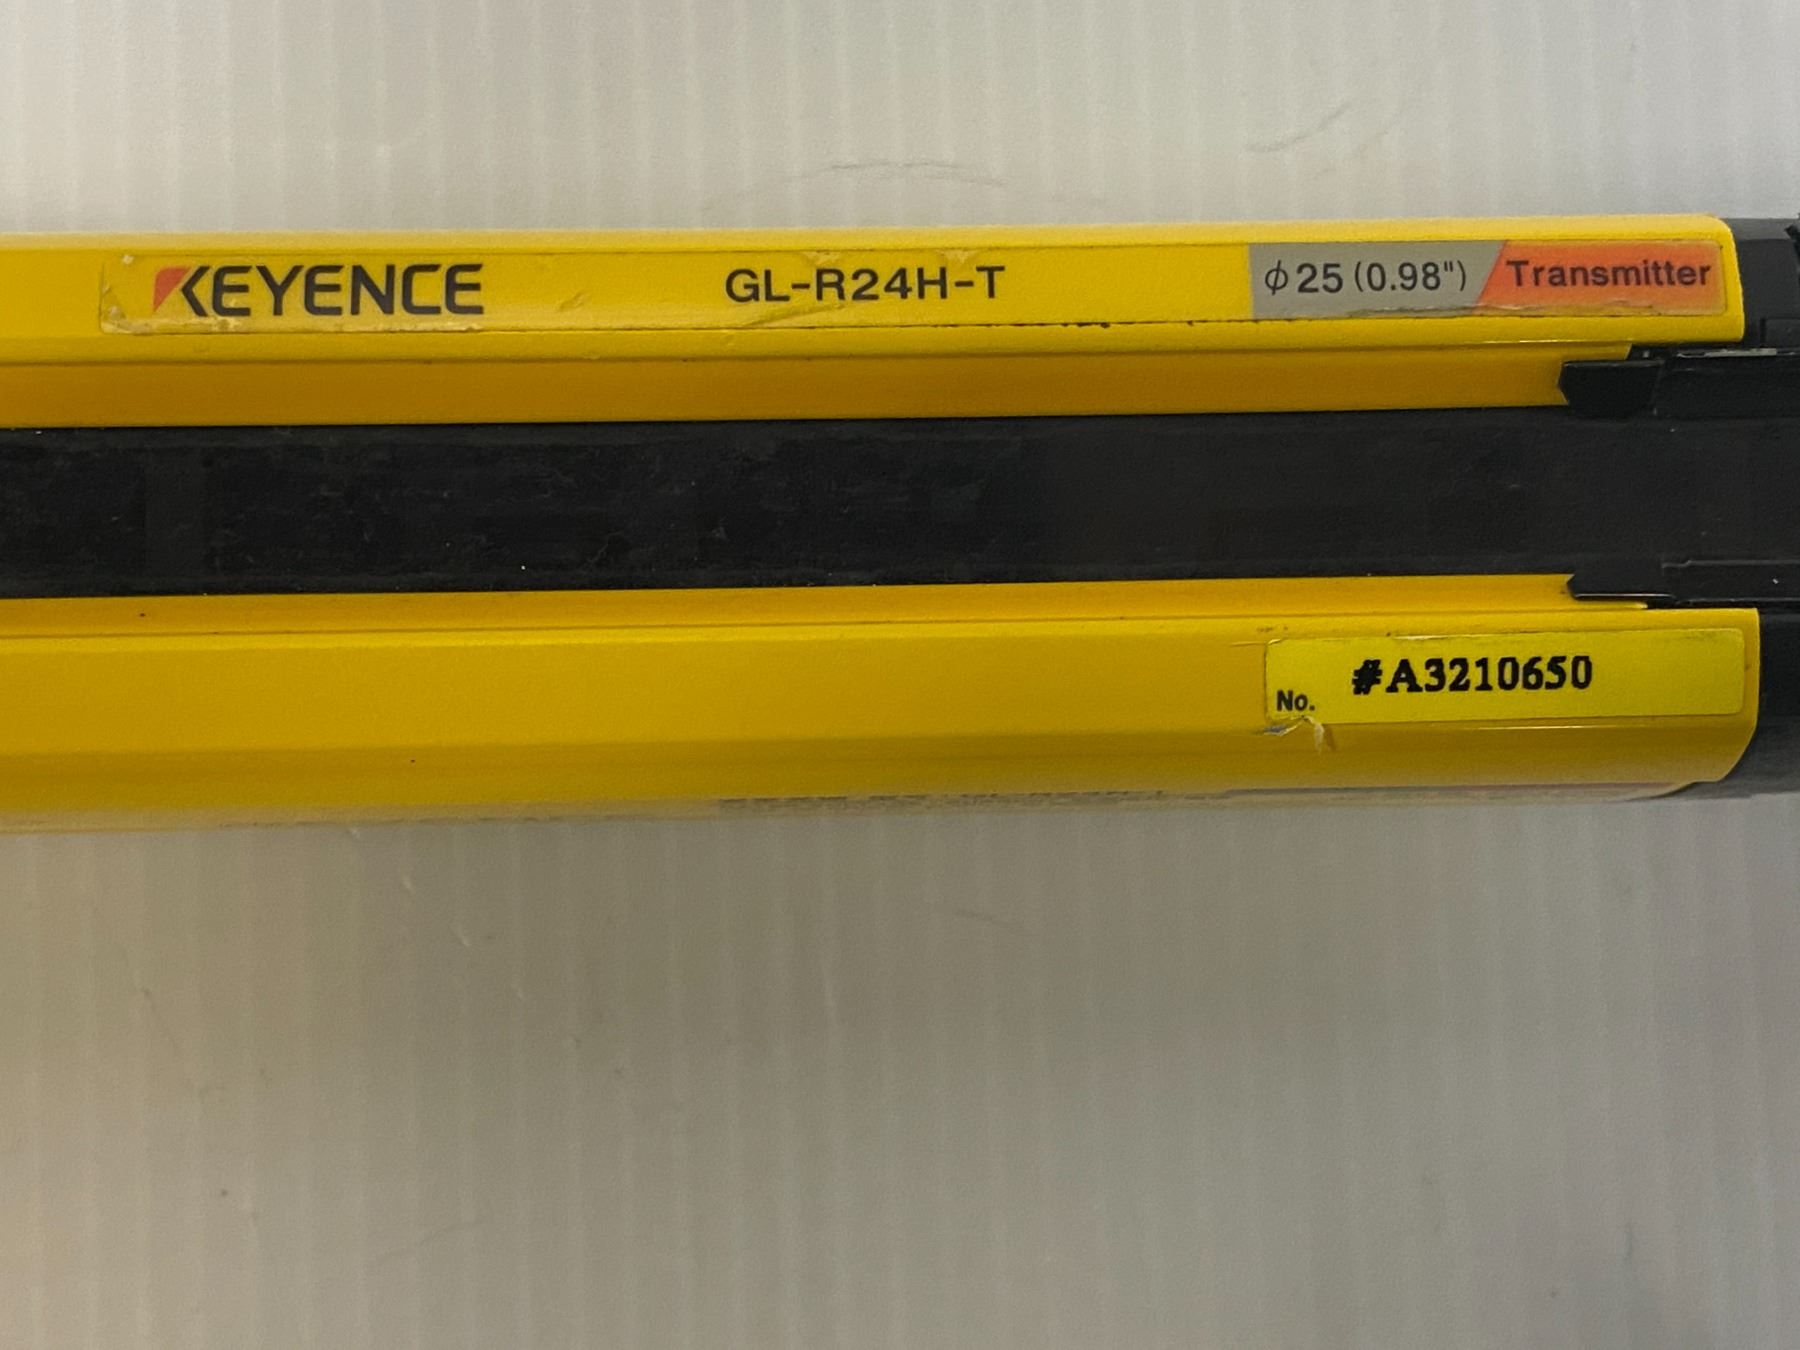 KEYENCE GL-R24H-T ϕ25 (0.98") Transmitter
No. #A3210650